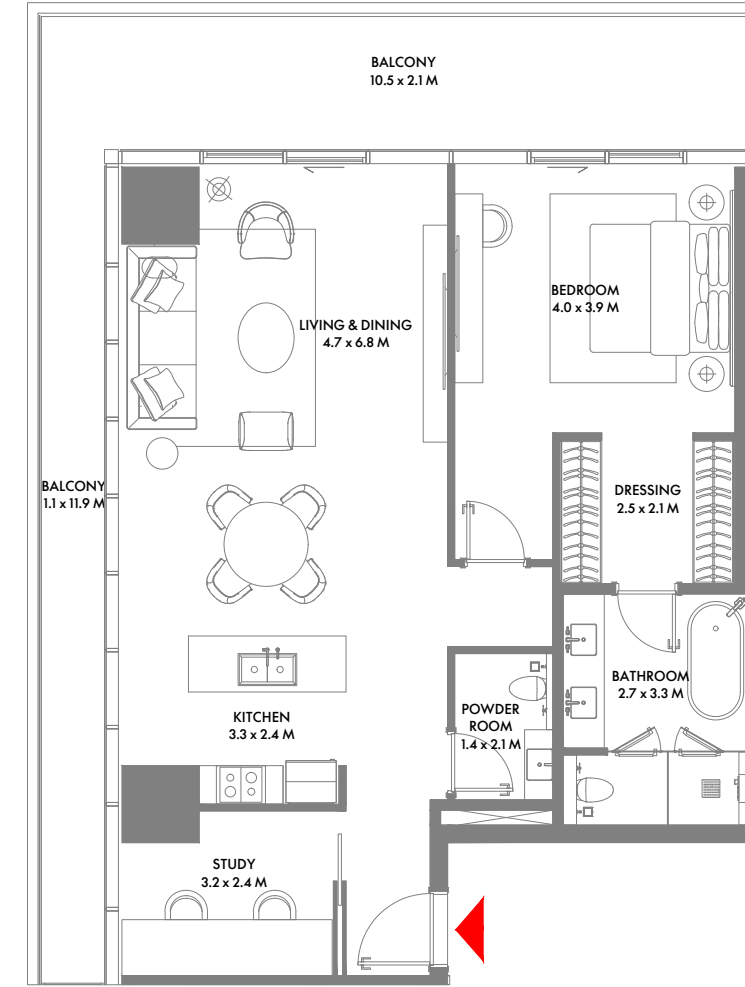 BALCONY
10.5 x 2.1 M
BEDROOM
4.0 x 3.9 M
LIVING & DINING
4.7 x 6.8 M
BALCONY
1.1 x 11.9 M
DRESSING
2.5 x 2.1 M
BATHROOM
2.7 x 3.3 M
POWDER
ROOM
1.4 x 2.1 M
KITCHEN
3.3 x 2.4 M
STUDY
3.2 x 2.4 M